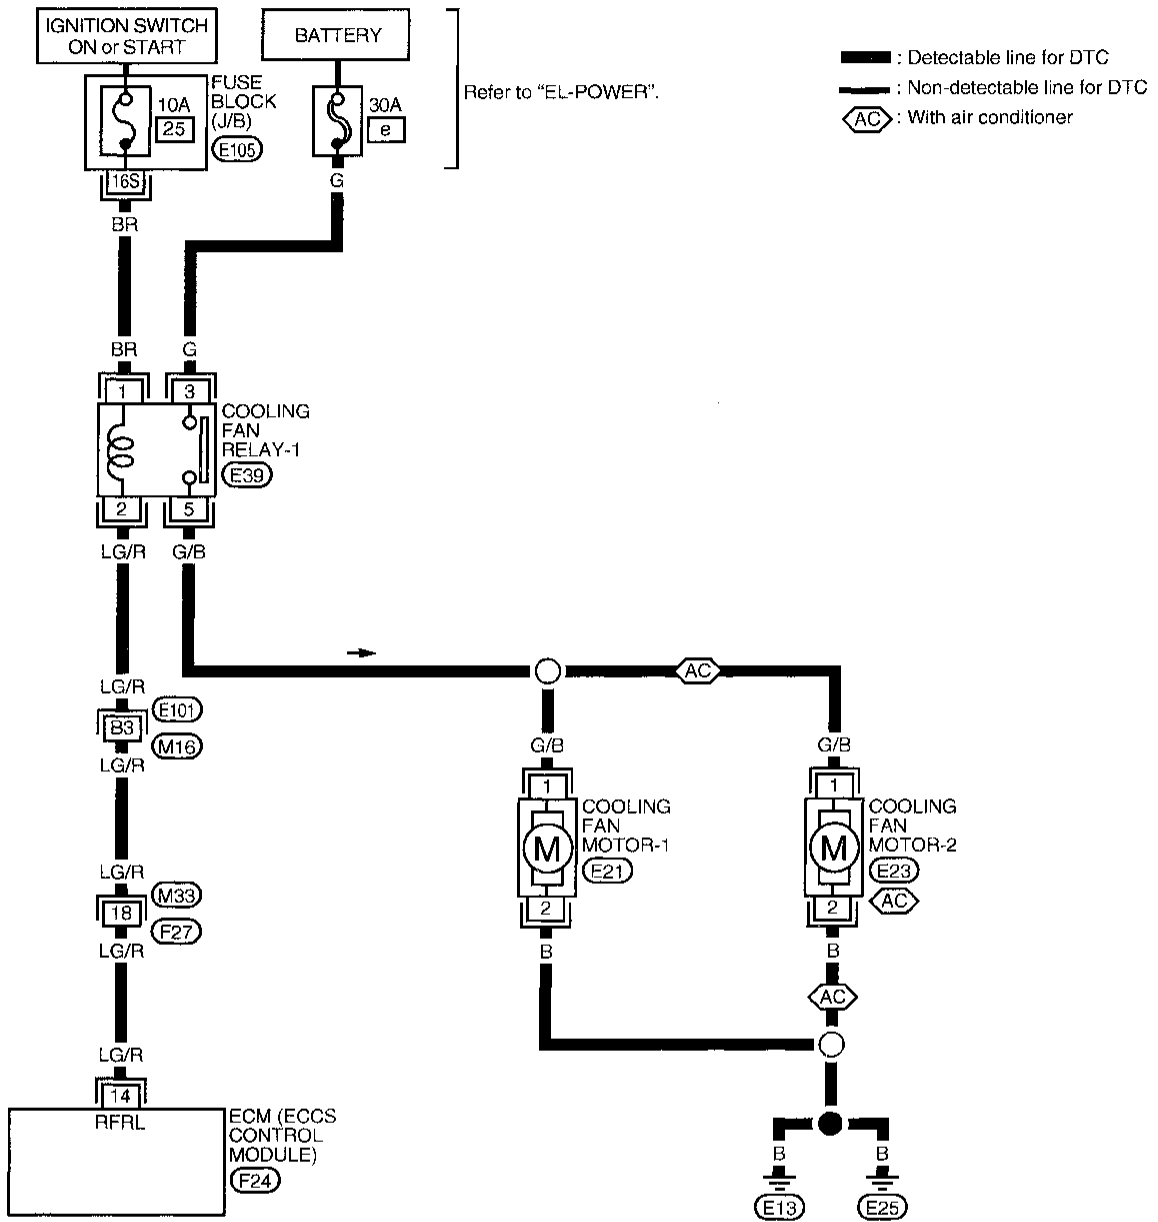 IGNITION SWITCH
ON or START
BATTERY
FUSE
BLOCK
(J/B)
E105
10A
25
30A
e
Refer to “EL-POWER”.
: Detectable line for DTC
: Non-detectable line for DTC
AC
: With air conditioner
16S
G
BR
BR
G
1
3
COOLING
FAN
RELAY-1
E39
2
5
LG/R
G/B
AC
LG/R
E101
B3
M16
LG/R
G/B
G/B
1
1
COOLING
FAN
MOTOR-1
E21
M
COOLING
FAN
MOTOR-2
E23
AC
M
LG/R
M33
18
F27
LG/R
2
2
B
B
AC
LG/R
14
RFRL
ECM (ECCS
CONTROL
MODULE)
F24
B
B
E13
E25